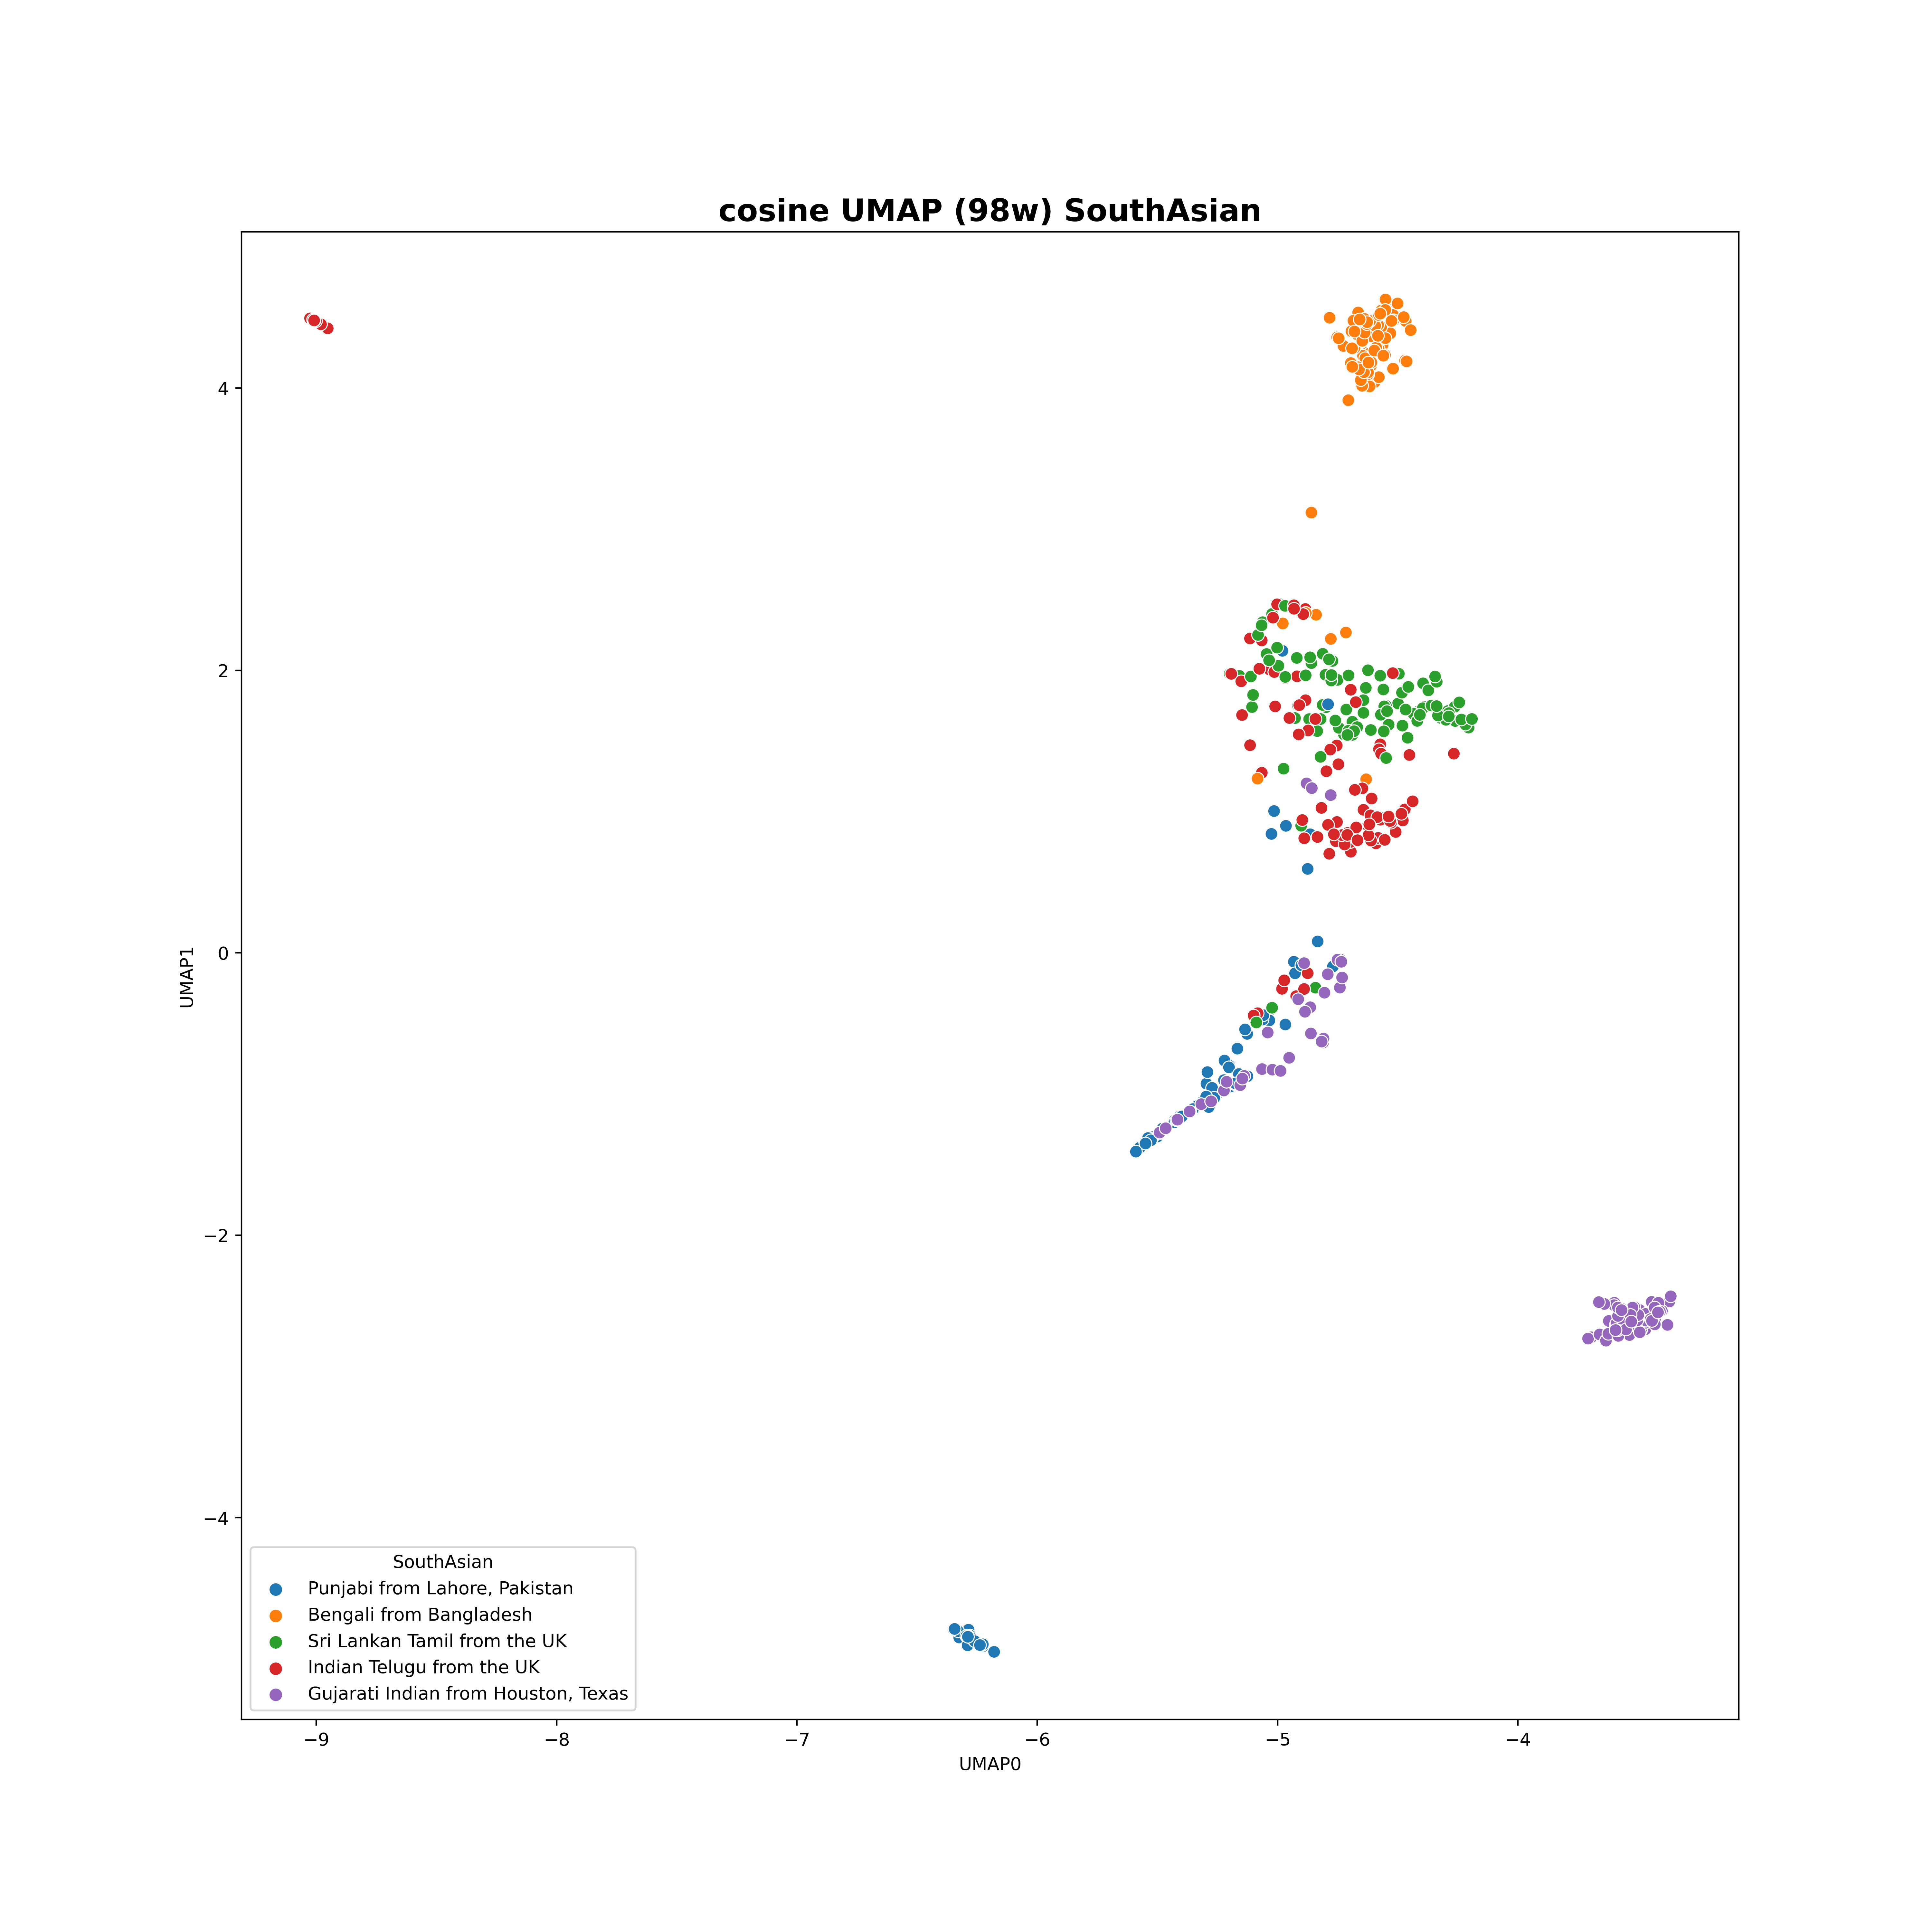 cosine UMAP (98w) SouthAsian
4
2
0
−2
−4
UMAP1
SouthAsian
Punjabi from Lahore, Pakistan
Bengali from Bangladesh
Sri Lankan Tamil from the UK
Indian Telugu from the UK
Gujarati Indian from Houston, Texas
−9 −8 −7 −6 −5 −4
UMAP0